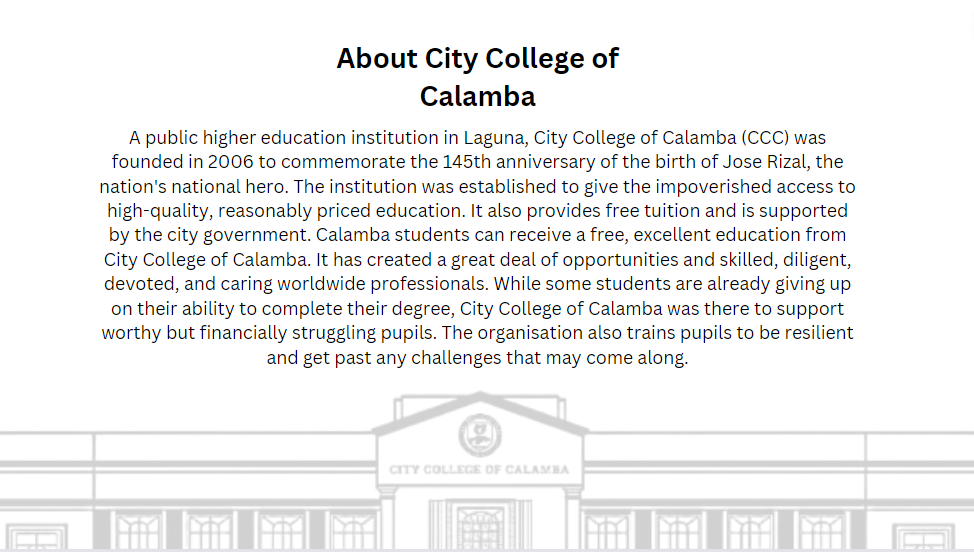 About City College of
Calamba
A public higher education institution in Laguna, City College of Calamba (CCC) was
founded in 2006 to commemorate the 145th anniversary of the birth of Jose Rizal, the
nation's national hero. The institution was established to give the impoverished access to
high-quality, reasonably priced education. It also provides free tuition and is supported
by the city government. Calamba students can receive a free, excellent education from
City College of Calamba. It has created a great deal of opportunities and skilled, diligent,
devoted, and caring worldwide professionals. While some students are already giving up
on their ability to complete their degree, City College of Calamba was there to support
worthy but financially struggling pupils. The organisation also trains pupils to be resilient
and get past any challenges that may come along.
CITY COLLEGE OF CALAMBA